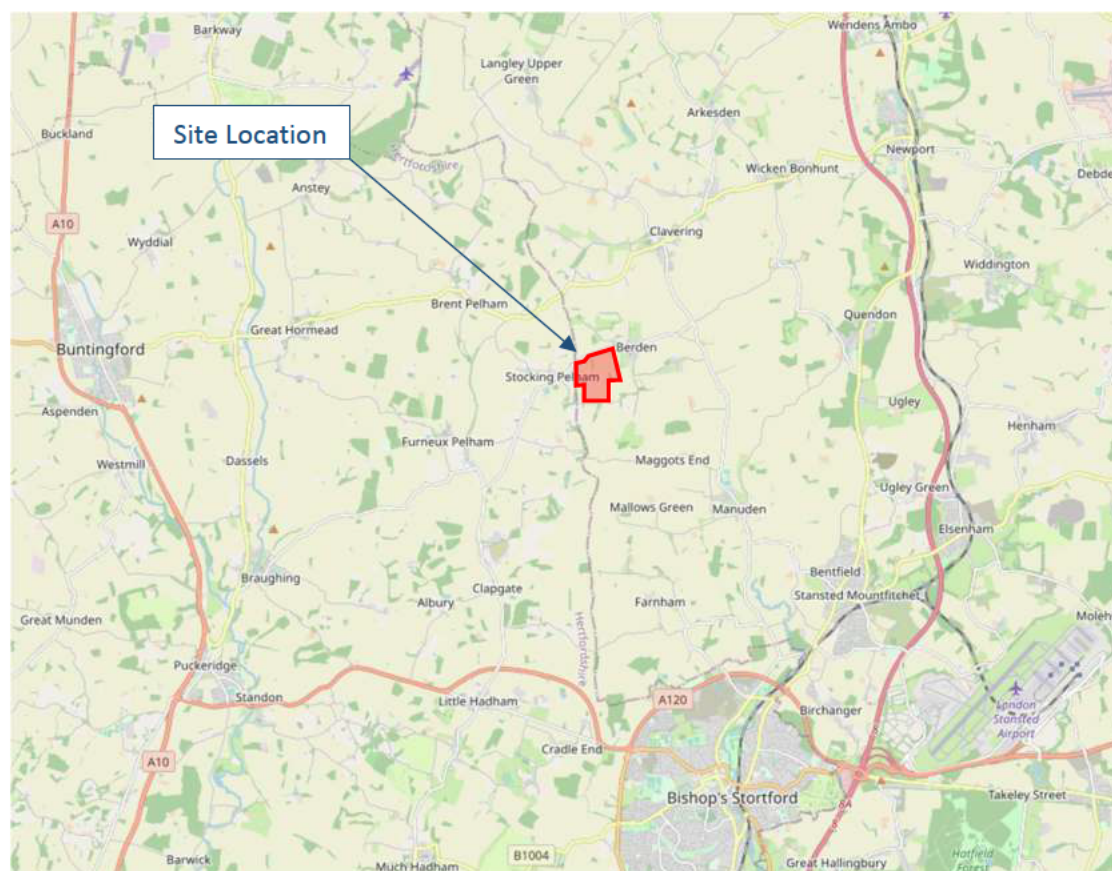 Wendens Ambo
Barkway
Langley Upper
Green
Arkesden
Buckland
Site Location
Hertfordshire
Newport
Anstey
Wicken Bonhunt
Debde
A10
Wyddial
Clavering
Widdington
Brent Pelham
Quendon
Great Hormead
Buntingford
Berden
Stocking Pelham
Aspenden
Ugley
Henham
Furneux Pelham
Westmill
Dassels
Maggots End
Ugley Green
Mallows Green
Manuden
Elsenham
Bentfield
Braughing
Clapgate
Stansted Mountfitchet
Albury
Farnham
Great Munden
Moleh
Hertfordshire
Puckeridge
Standon
Little Hadham
A120
Birchanger
London
Stansted
Airport
Cradle End
A10
Bishop's Stortford
Takeley Street
Barwick
Much Hadham
B1004
Great Hallingbury
Hatfield
Forest